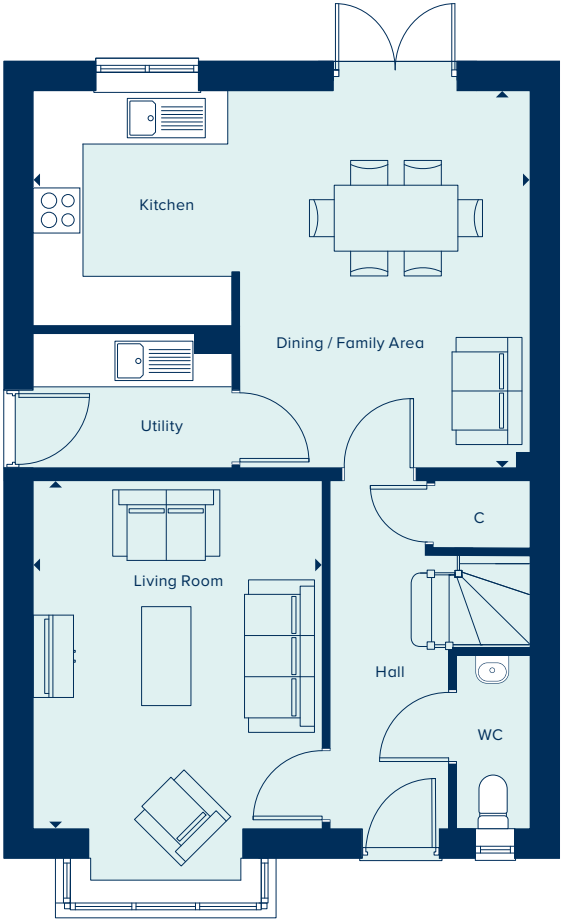 Kitchen
Dining / Family Area
Utility
C
Living Room
Hall
WC